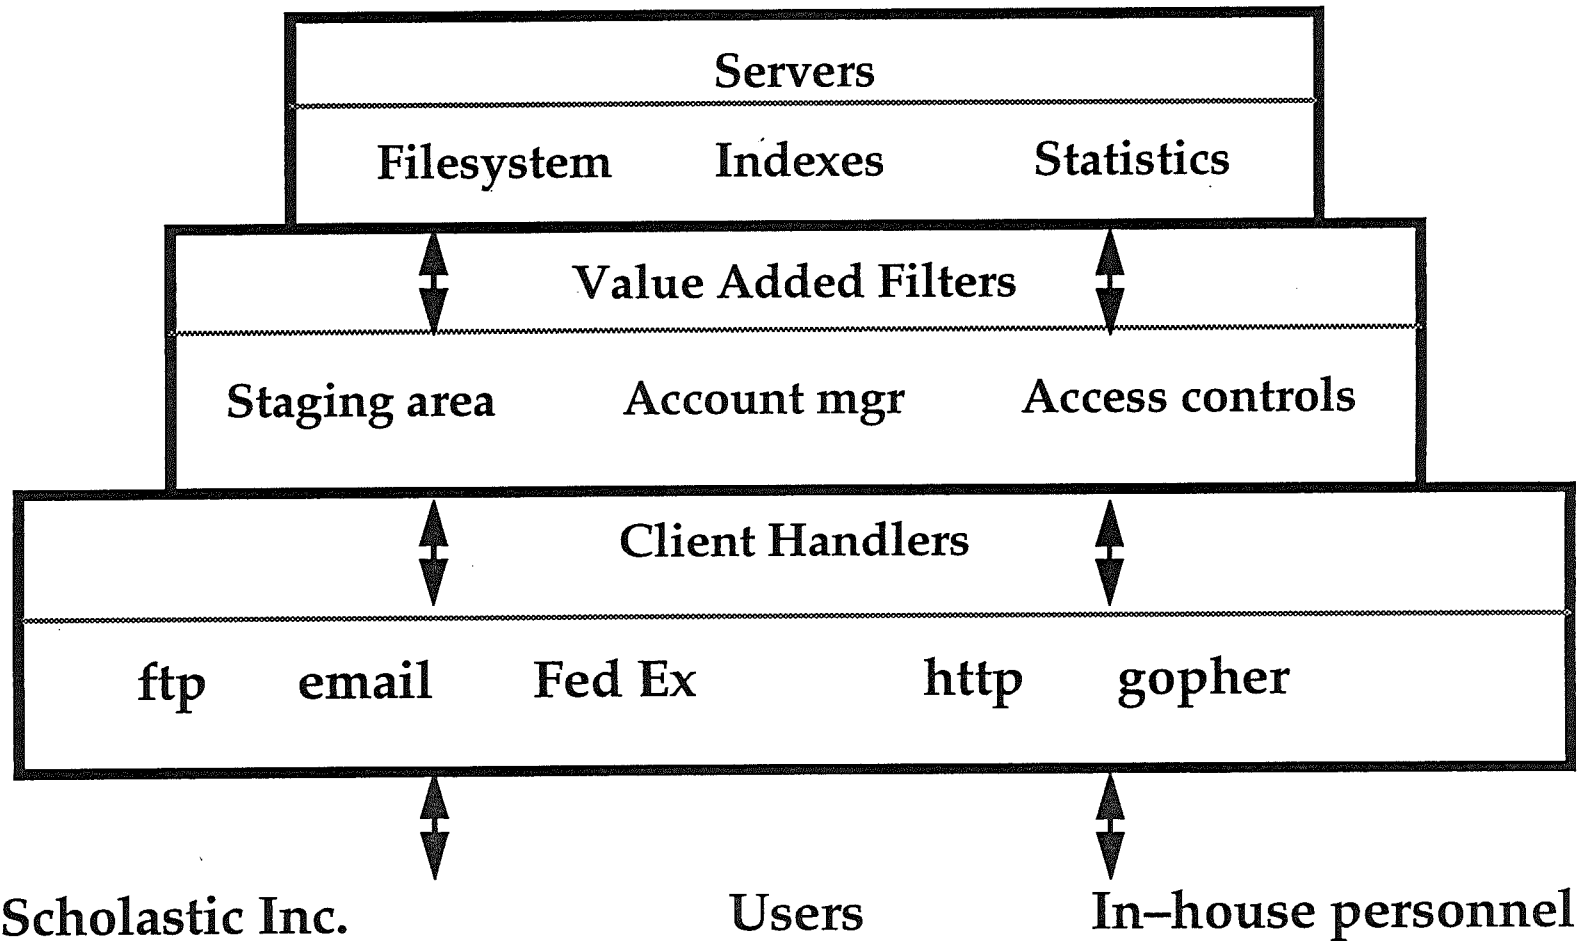 Servers
Filesystem Indexes Statistics
Value Added Filters
Staging area Account mgr Access controls
Client Handlers
ftp email Fed Ex http gopher
Scholastic Inc. Users In–house personnel